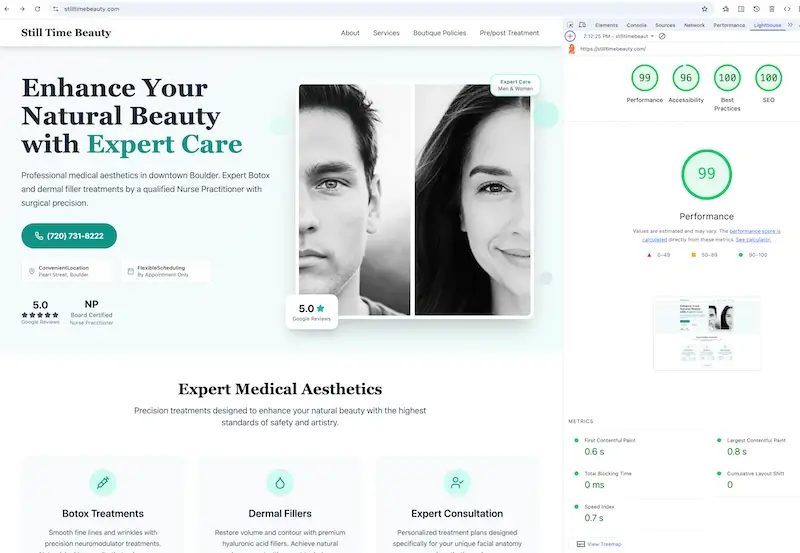 stilltimebeauty.com
Still Time Beauty
About Services Boutique Policies Pre/post Treatment
Enhance Your
Natural Beauty
with Expert Care
Professional medical aesthetics in downtown Boulder. Expert Botox
and dermal filler treatments by a qualified Nurse Practitioner with
surgical precision.
(720) 731-8222
ConvenientLocation
Pearl Street, Boulder
FlexibleScheduling
By Appointment Only
5.0
Google Reviews
NP
Board Certified
Nurse Practitioner
Expert Care
Men & Women
5.0
Google Reviews
Expert Medical Aesthetics
Precision treatments designed to enhance your natural beauty with the highest
standards of safety and artistry.
Botox Treatments
Smooth fine lines and wrinkles with
precision neuromodulator treatments.
Dermal Fillers
Restore volume and contour with premium
hyaluronic acid fillers. Achieve natural
Expert Consultation
Personalized treatment plans designed
specifically for your unique facial anatomy
Elements Console Sources Network Performance Lighthouse
2:12:25 PM - stilltimebeaut
https://stilltimebeauty.com/
99
Performance
96
Accessibility
100
Best
Practices
100
SEO
99
Performance
Values are estimated and may vary. The performance score is
calculated directly from these metrics. See calculator.
0–49 50–89 90–100
METRICS
First Contentful Paint
0.6 s
Largest Contentful Paint
0.8 s
Total Blocking Time
0 ms
Cumulative Layout Shift
0
Speed Index
0.7 s
View Treemap